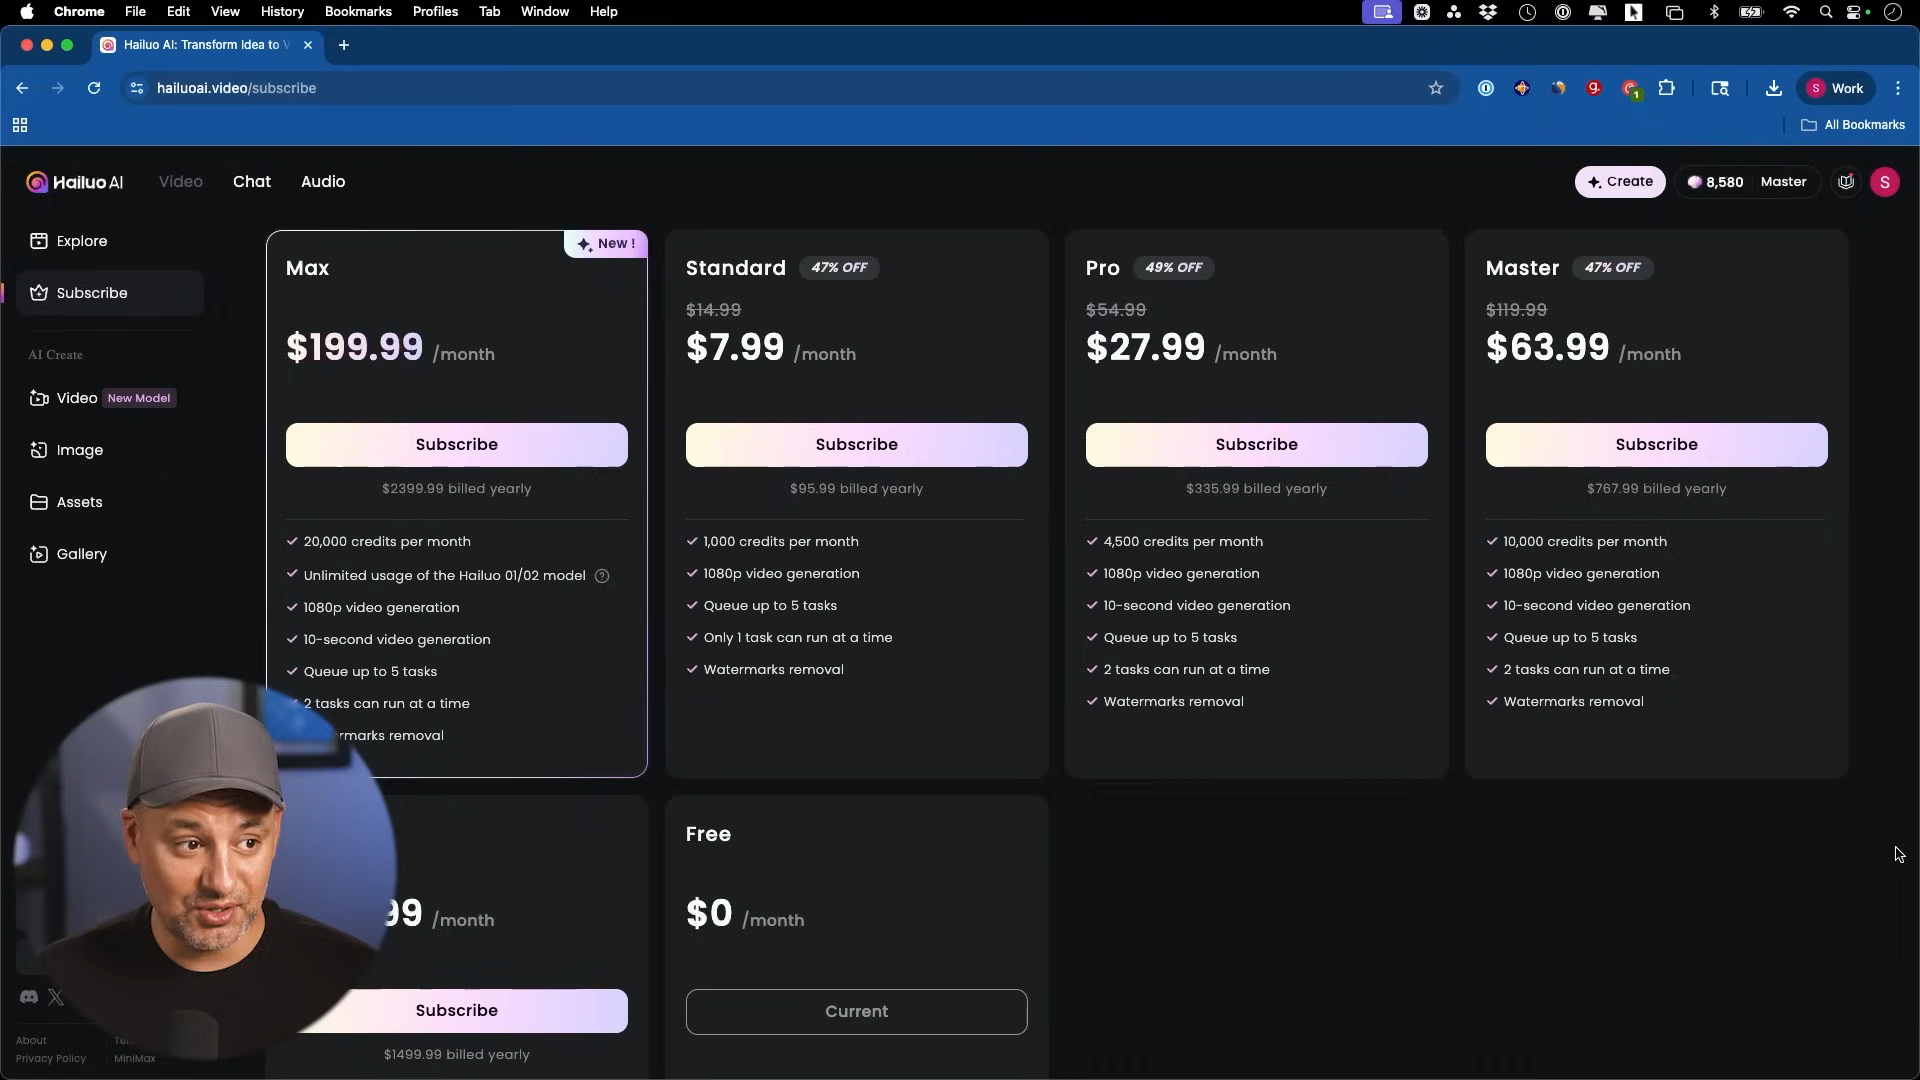 Chrome File Edit View History Bookmarks Profiles Tab Window Help
Hailuo AI: Transform Idea to V
hailuoai.video/subscribe
1
S Work
All Bookmarks
Hailuo AI Video Chat Audio
Create 8,580 Master S
Explore
Subscribe
AI Create
Video New Model
Image
Assets
Gallery
About
Privacy Policy MiniMax
New !
Max
$199.99 /month
Subscribe
$2399.99 billed yearly
20,000 credits per month
Unlimited usage of the Hailuo 01/02 model ?
1080p video generation
10-second video generation
Queue up to 5 tasks
2 tasks can run at a time
removal
Standard 47% OFF
$14.99
$7.99 /month
Subscribe
$95.99 billed yearly
1,000 credits per month
1080p video generation
Queue up to 5 tasks
Only 1 task can run at a time
Watermarks removal
Pro 49% OFF
$54.99
$27.99 /month
Subscribe
$335.99 billed yearly
4,500 credits per month
1080p video generation
10-second video generation
Queue up to 5 tasks
2 tasks can run at a time
Watermarks removal
Master 47% OFF
$119.99
$63.99 /month
Subscribe
$767.99 billed yearly
10,000 credits per month
1080p video generation
10-second video generation
Queue up to 5 tasks
2 tasks can run at a time
Watermarks removal
/month
Subscribe
$1499.99 billed yearly
Free
$0 /month
Current